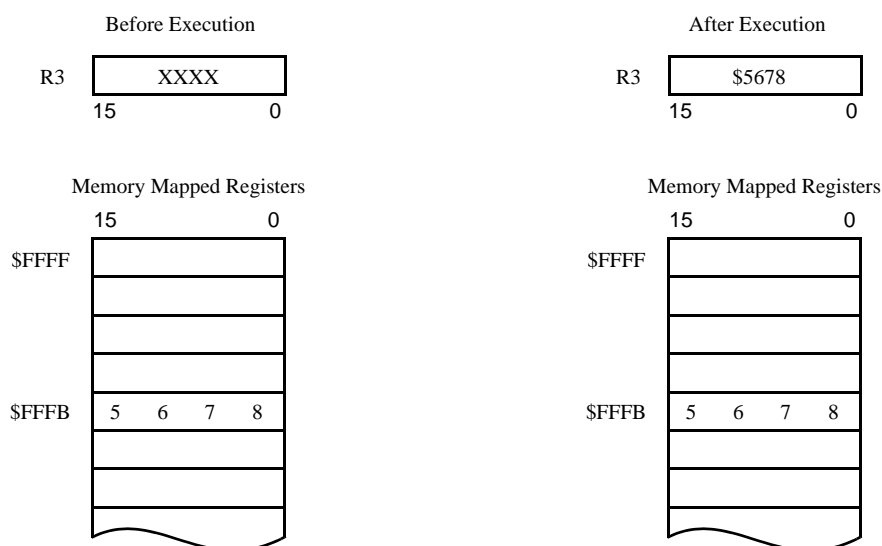 Before Execution After Execution
R3 XXXX R3 $5678
15 0 15 0
Memory Mapped Registers Memory Mapped Registers
15 0 15 0
$FFFF $FFFF
$FFFB 5 6 7 8 $FFFB 5 6 7 8